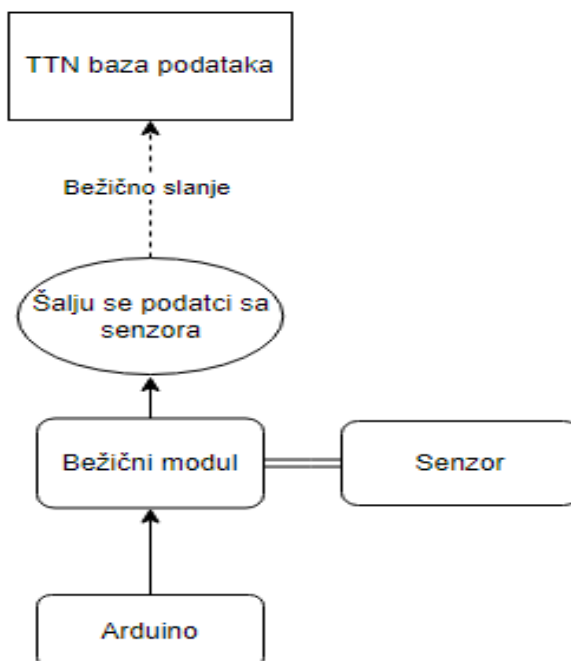 TTN baza podataka
Bežično slanje
Šalju se podatci sa
senzora
Bežični modul
Senzor
Arduino